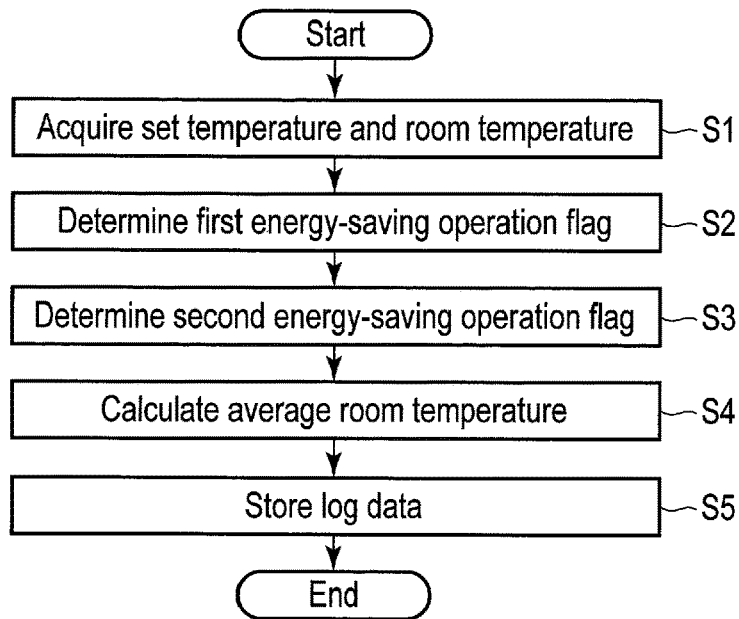 Start
Acquire set temperature and room temperature S1
Determine first energy-saving operation flag S2
Determine second energy-saving operation flag S3
Calculate average room temperature S4
Store log data S5
End